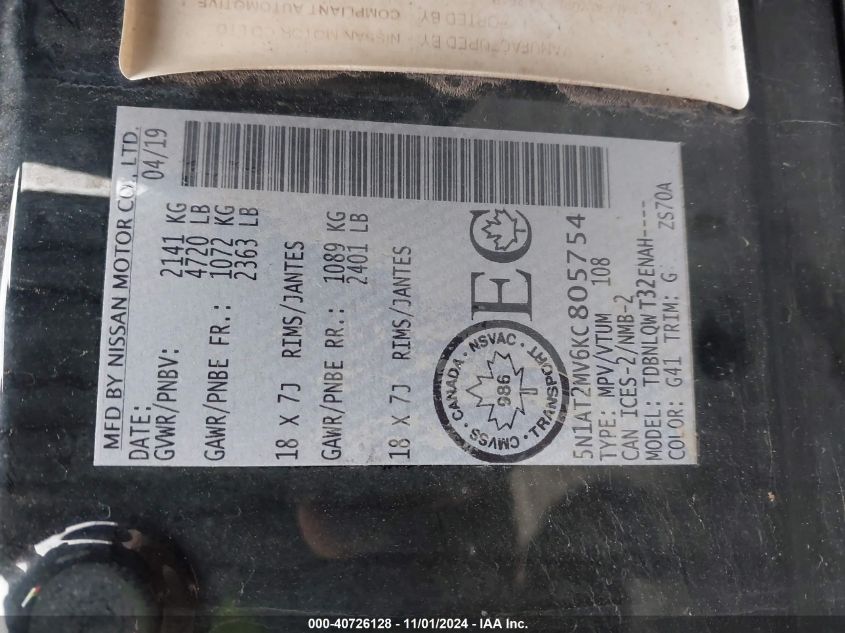 MANUFACTURED BY - NISSAN MOTOR CO LTD
IMPORTED BY
COMPLIANT AUTOMOTIVE
MFD BY NISSAN MOTOR CO., LTD.
DATE: 04/19
GVWR/PNBV: 2141 KG
4720 LB
GAWR/PNBE FR.: 1072 KG
2363 LB
18 X 7J RIMS/JANTES
GAWR/PNBE RR.: 1089 KG
2401 LB
18 X 7J RIMS/JANTES
CANADA · NSVAC · TRANSPORT · CMVSS ·
986
EC
5N1AT2MV6KC805754
TYPE: MPV/VTUM 108
CAN ICES-2/NMB-2
MODEL: TDBNLQWT32ENAH----
COLOR: G41 TRIM: G ZS70A
000-40726128 - 11/01/2024 - IAA Inc.